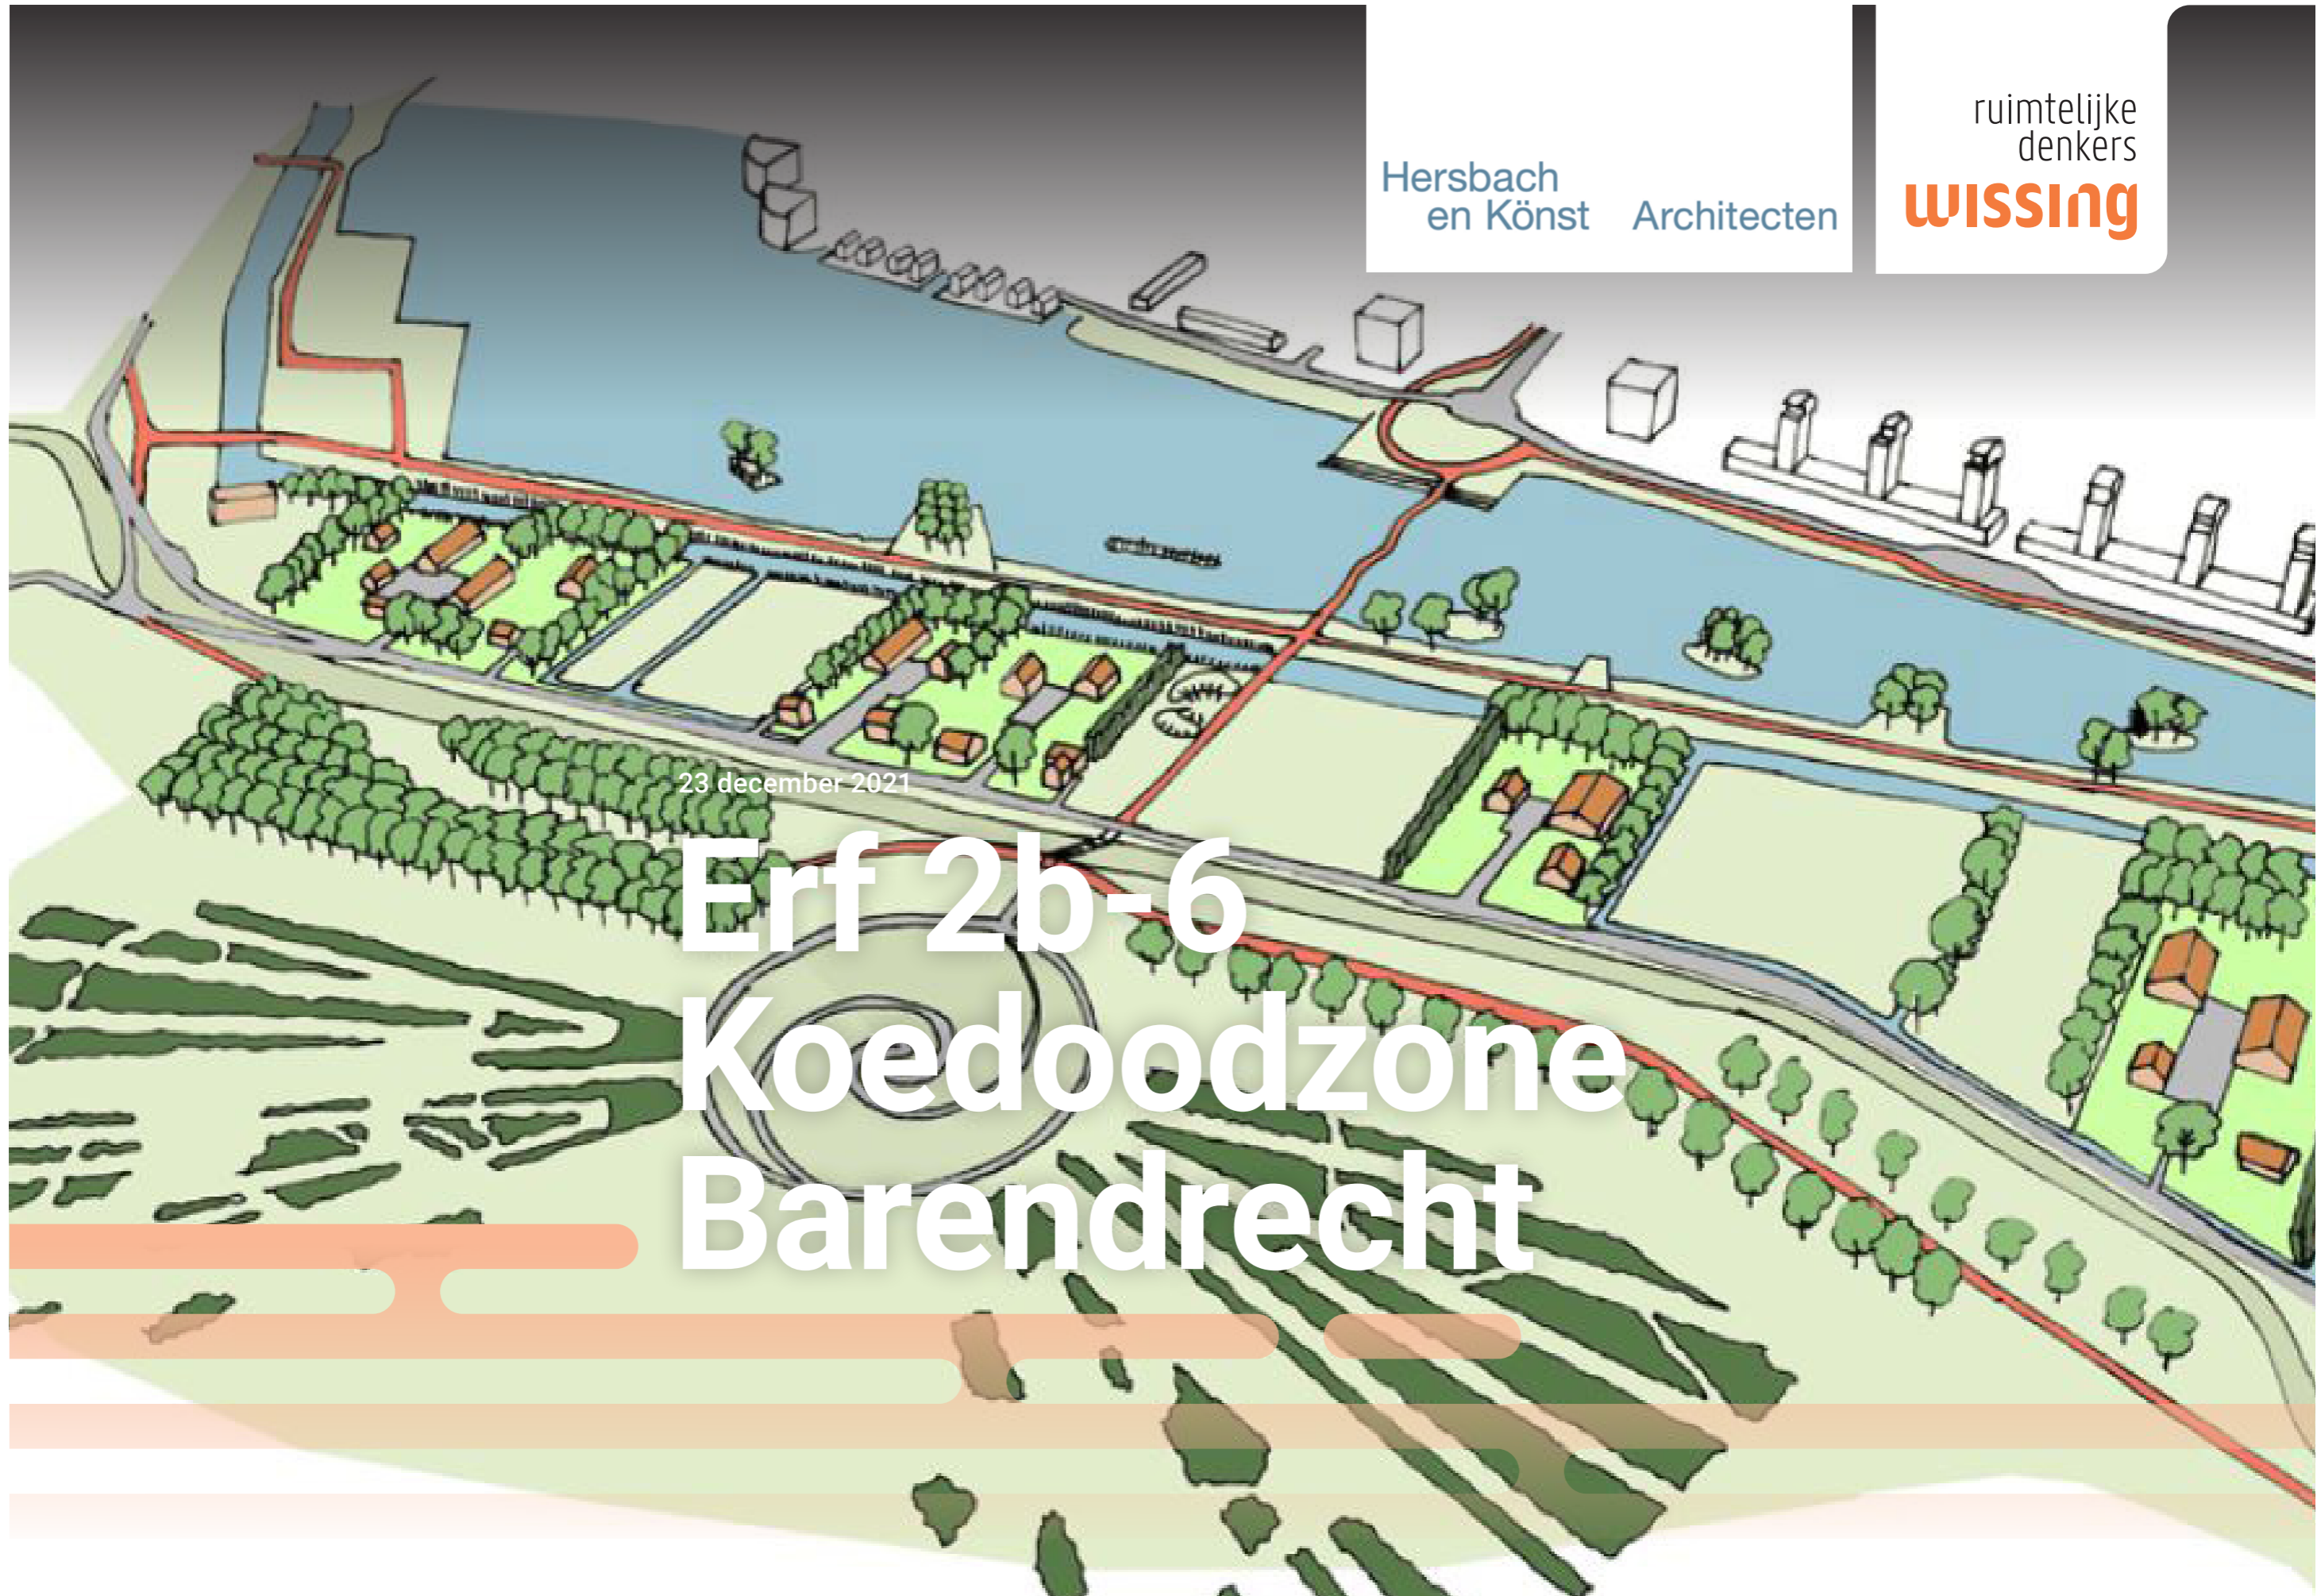 Hersbach
en Könst Architecten
ruimtelijke
denkers
wissing
23 december 2021
Erf 2b-6
Koedoodzone
Barendrecht